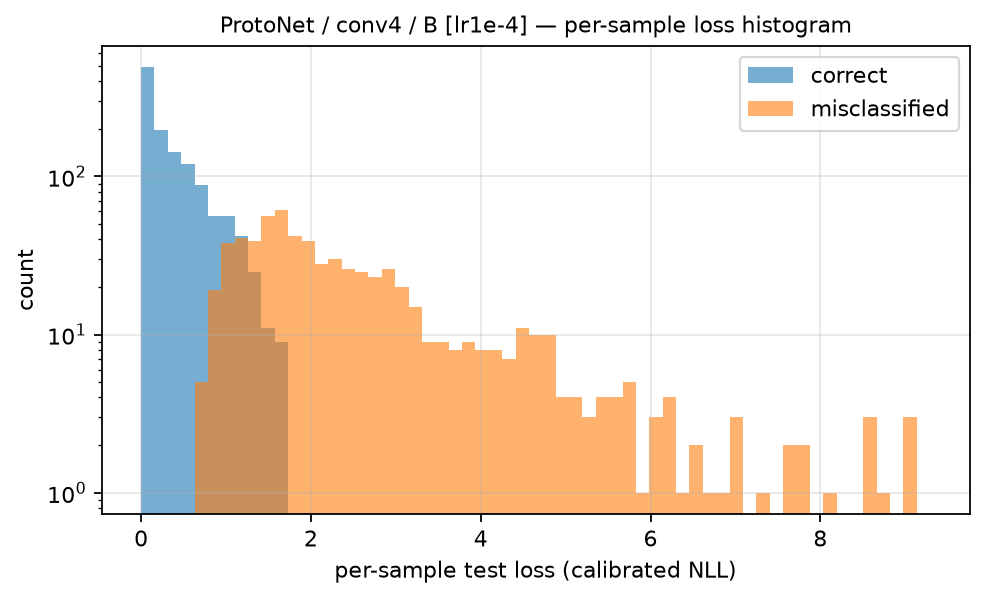 ProtoNet / conv4 / B [lr1e-4] — per-sample loss histogram
correct
misclassified
count
10²
10¹
10⁰
0 2 4 6 8
per-sample test loss (calibrated NLL)